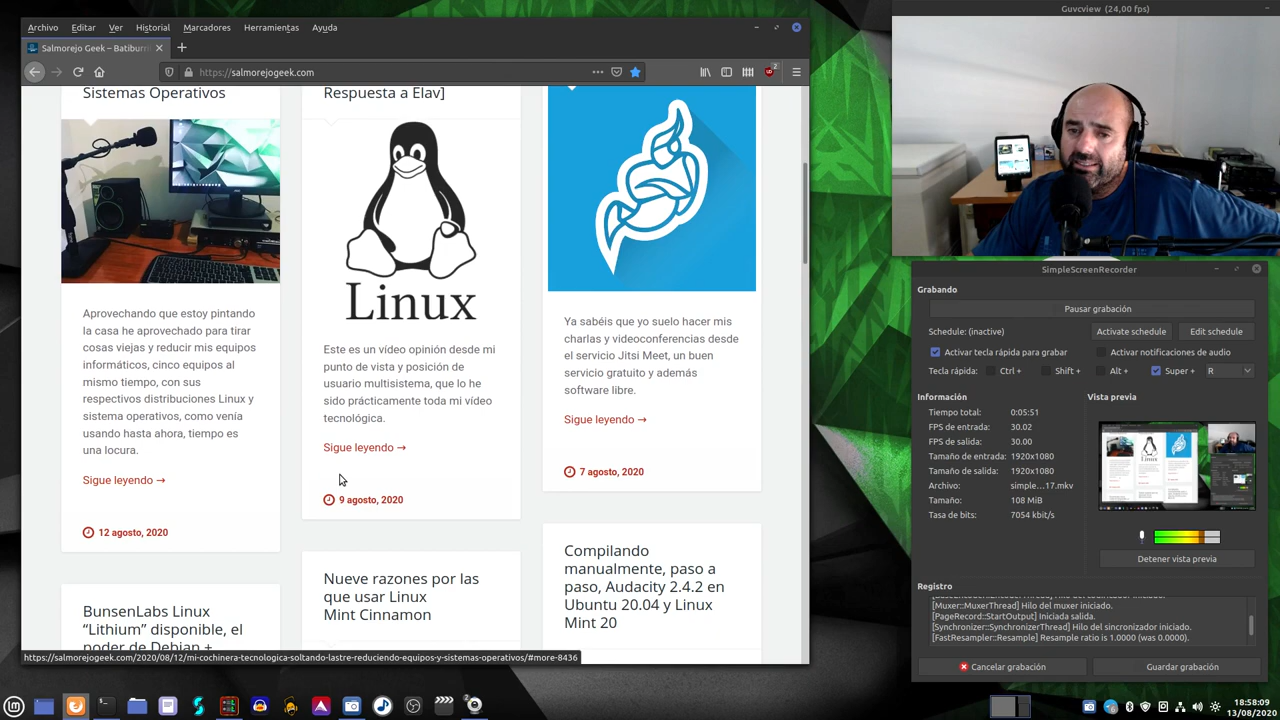 Archivo Editar Ver Historial Marcadores Herramientas Ayuda
Salmorejo Geek – Batiburri
https://salmorejogeek.com
2
Sistemas Operativos
Aprovechando que estoy pintando
la casa he aprovechado para tirar
cosas viejas y reducir mis equipos
informáticos, cinco equipos al
mismo tiempo, con sus
respectivos distribuciones Linux y
sistema operativos, como venía
usando hasta ahora, tiempo es
una locura.
Sigue leyendo →
12 agosto, 2020
BunsenLabs Linux
“Lithium” disponible, el
poder de Debian +
Respuesta a Elav]
Linux
Este es un vídeo opinión desde mi
punto de vista y posición de
usuario multisistema, que lo he
sido prácticamente toda mi vídeo
tecnológica.
Sigue leyendo →
9 agosto, 2020
Nueve razones por las
que usar Linux
Mint Cinnamon
Ya sabéis que yo suelo hacer mis
charlas y videoconferencias desde
el servicio Jitsi Meet, un buen
servicio gratuito y además
software libre.
Sigue leyendo →
7 agosto, 2020
Compilando
manualmente, paso a
paso, Audacity 2.4.2 en
Ubuntu 20.04 y Linux
Mint 20
https://salmorejogeek.com/2020/08/12/mi-cochinera-tecnologica-soltando-lastre-reduciendo-equipos-y-sistemas-operativos/#more-8436
Guvcview (24,00 fps)
SimpleScreenRecorder
Grabando
Pausar grabación
Schedule: (inactive) Activate schedule Edit schedule
Activar tecla rápida para grabar Activar notificaciones de audio
Tecla rápida: Ctrl + Shift + Alt + Super + R
Información
Tiempo total: 0:05:51
FPS de entrada: 30.02
FPS de salida: 30.00
Tamaño de entrada: 1920x1080
Tamaño de salida: 1920x1080
Archivo: simple...17.mkv
Tamaño: 108 MiB
Tasa de bits: 7054 kbit/s
Vista previa
Detener vista previa
Registro
[Muxer::MuxerThread] Hilo del muxer iniciado.
[PageRecord::StartOutput] Iniciada salida.
[Synchronizer::SynchronizerThread] Hilo del sincronizador iniciado.
[FastResampler::Resample] Resample ratio is 1.0000 (was 0.0000).
Cancelar grabación Guardar grabación
18:58:09
13/08/2020